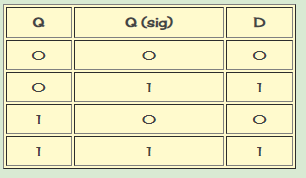 Q Q (sig) D
0 0 0
0 1 1
1 0 0
1 1 1